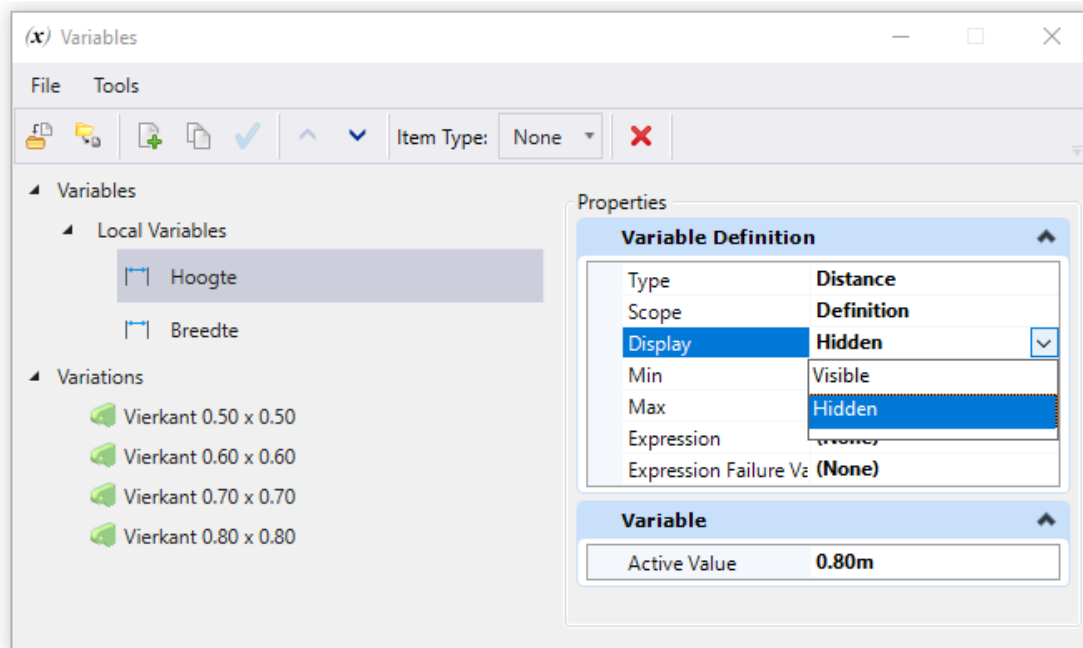 (x) Variables
File Tools
Item Type: None
Variables
Local Variables
Hoogte
Breedte
Variations
Vierkant 0.50 x 0.50
Vierkant 0.60 x 0.60
Vierkant 0.70 x 0.70
Vierkant 0.80 x 0.80
Properties
Variable Definition
Type Distance
Scope Definition
Display Hidden
Min Visible
Max Hidden
Expression (None)
Expression Failure Va (None)
Variable
Active Value 0.80m